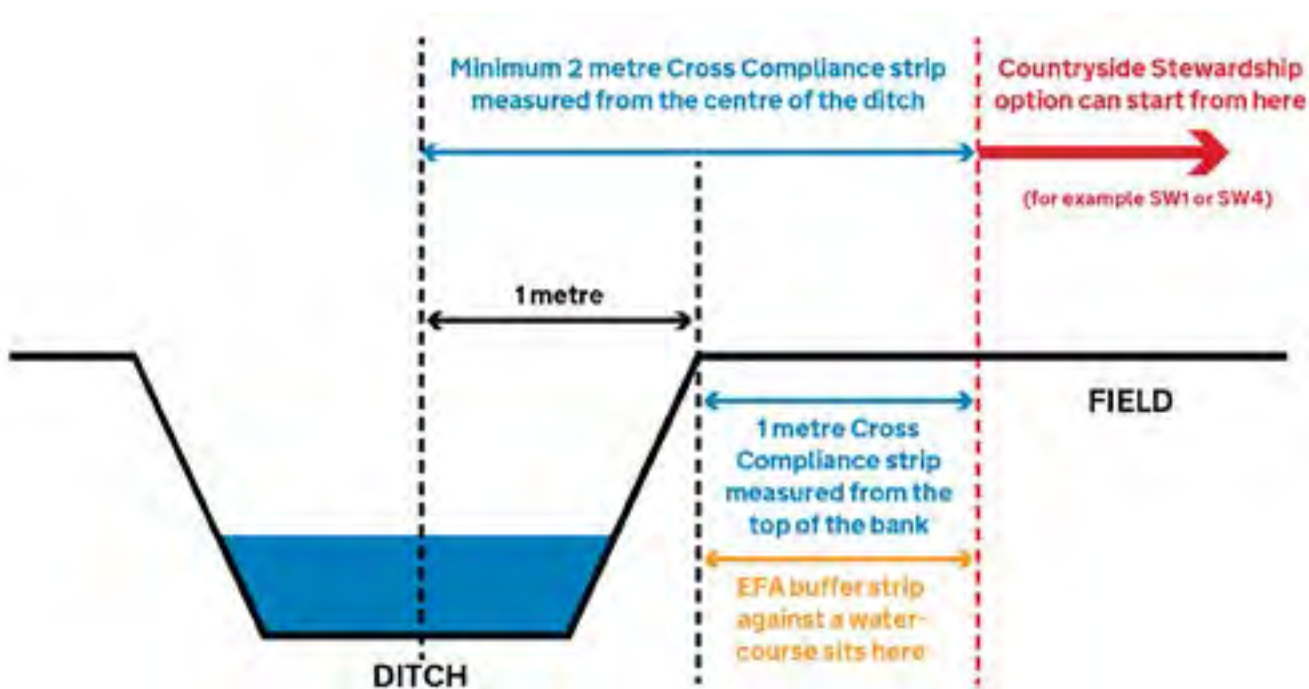 Minimum 2 metre Cross Compliance strip
measured from the centre of the ditch
Countryside Stewardship
option can start from here
(for example SW1 or SW4)
1 metre
FIELD
1 metre Cross
Compliance strip
measured from the
top of the bank
EFA buffer strip
against a water-
course sits here
DITCH